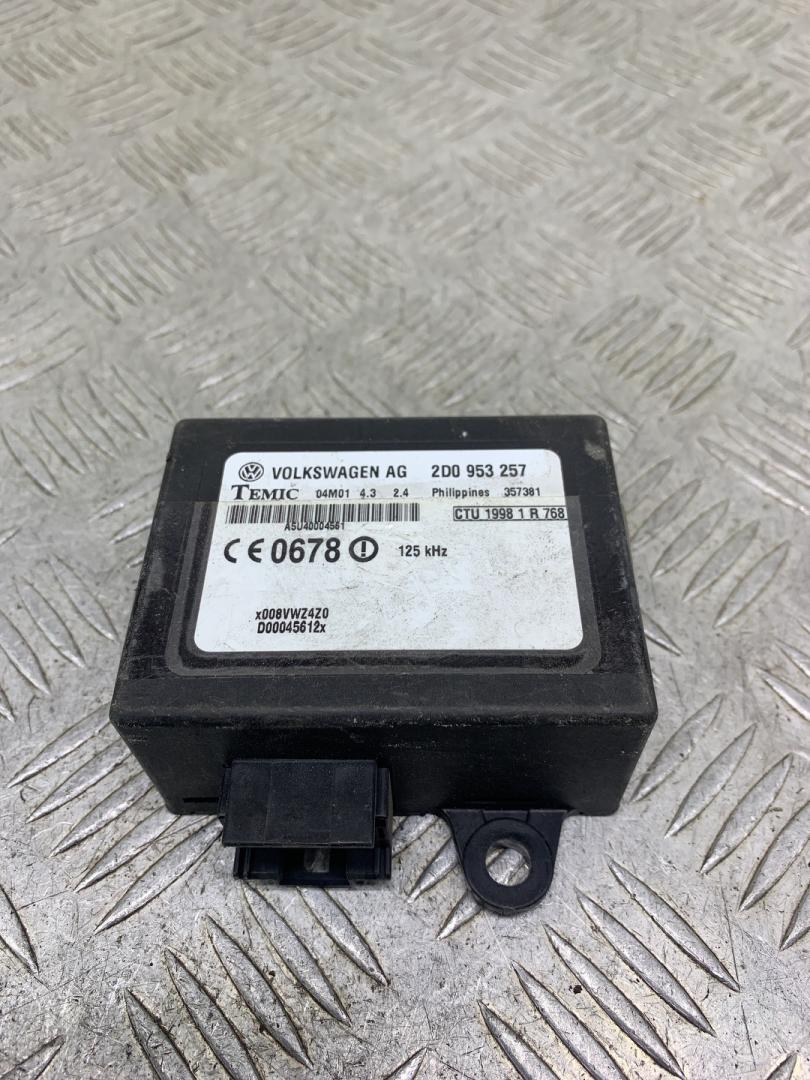 VOLKSWAGEN AG 2D0 953 257
TEMIC 04M01 4.3 2.4 Philippines 357381
A5U40004561 CTU 1998 1 R 768
CE 0678 125 kHz
x008VWZ4Z0
D00045612x